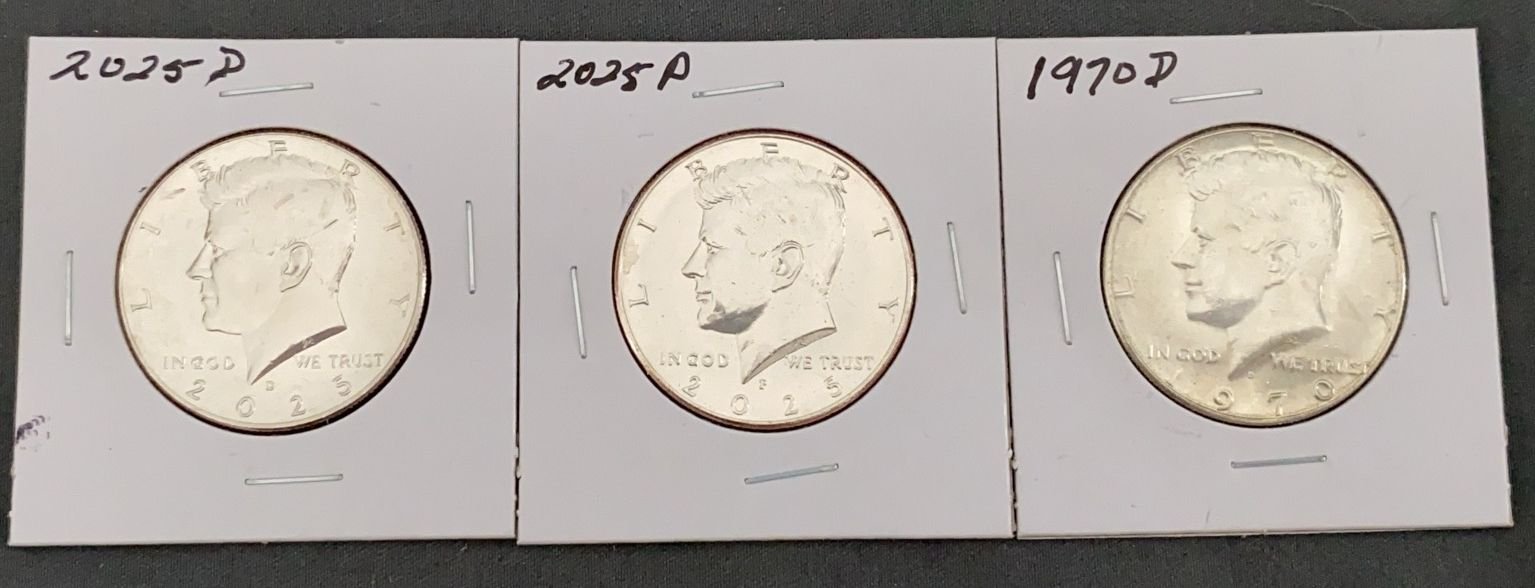 2025 D
LIBERTY
IN GOD WE TRUST
D
2025
2025 P
LIBERTY
IN GOD WE TRUST
P
2025
1970 D
LIBERTY
IN GOD WE TRUST
D
1970